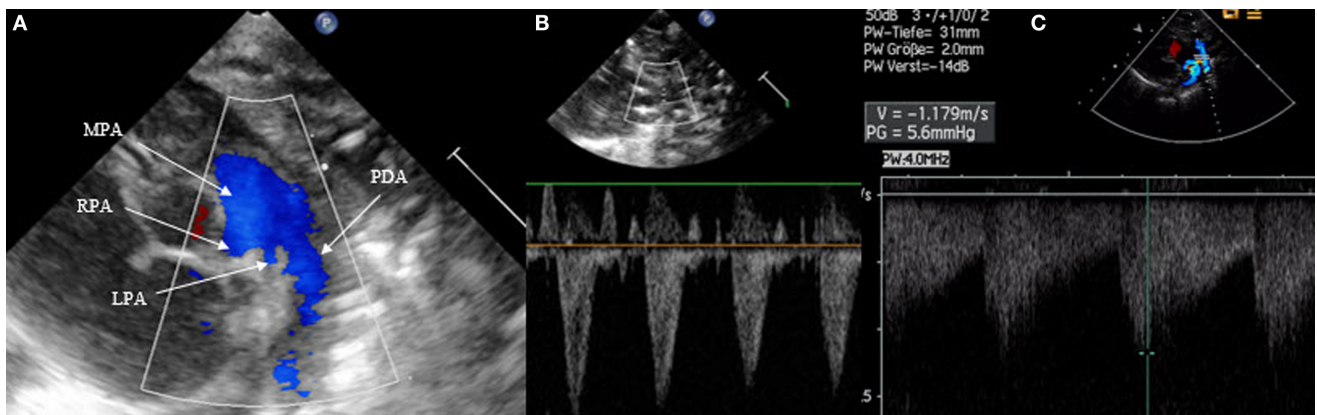 A
P
MPA
PDA
RPA
LPA
B
P
50dB 3 •/+1/0/2
PW-Tiefe= 31mm
PW Größe= 2.0mm
PW Verst=-14dB
V = -1.179m/s
PG = 5.6mmHg
PW:4.0MHz
C
/s
.5